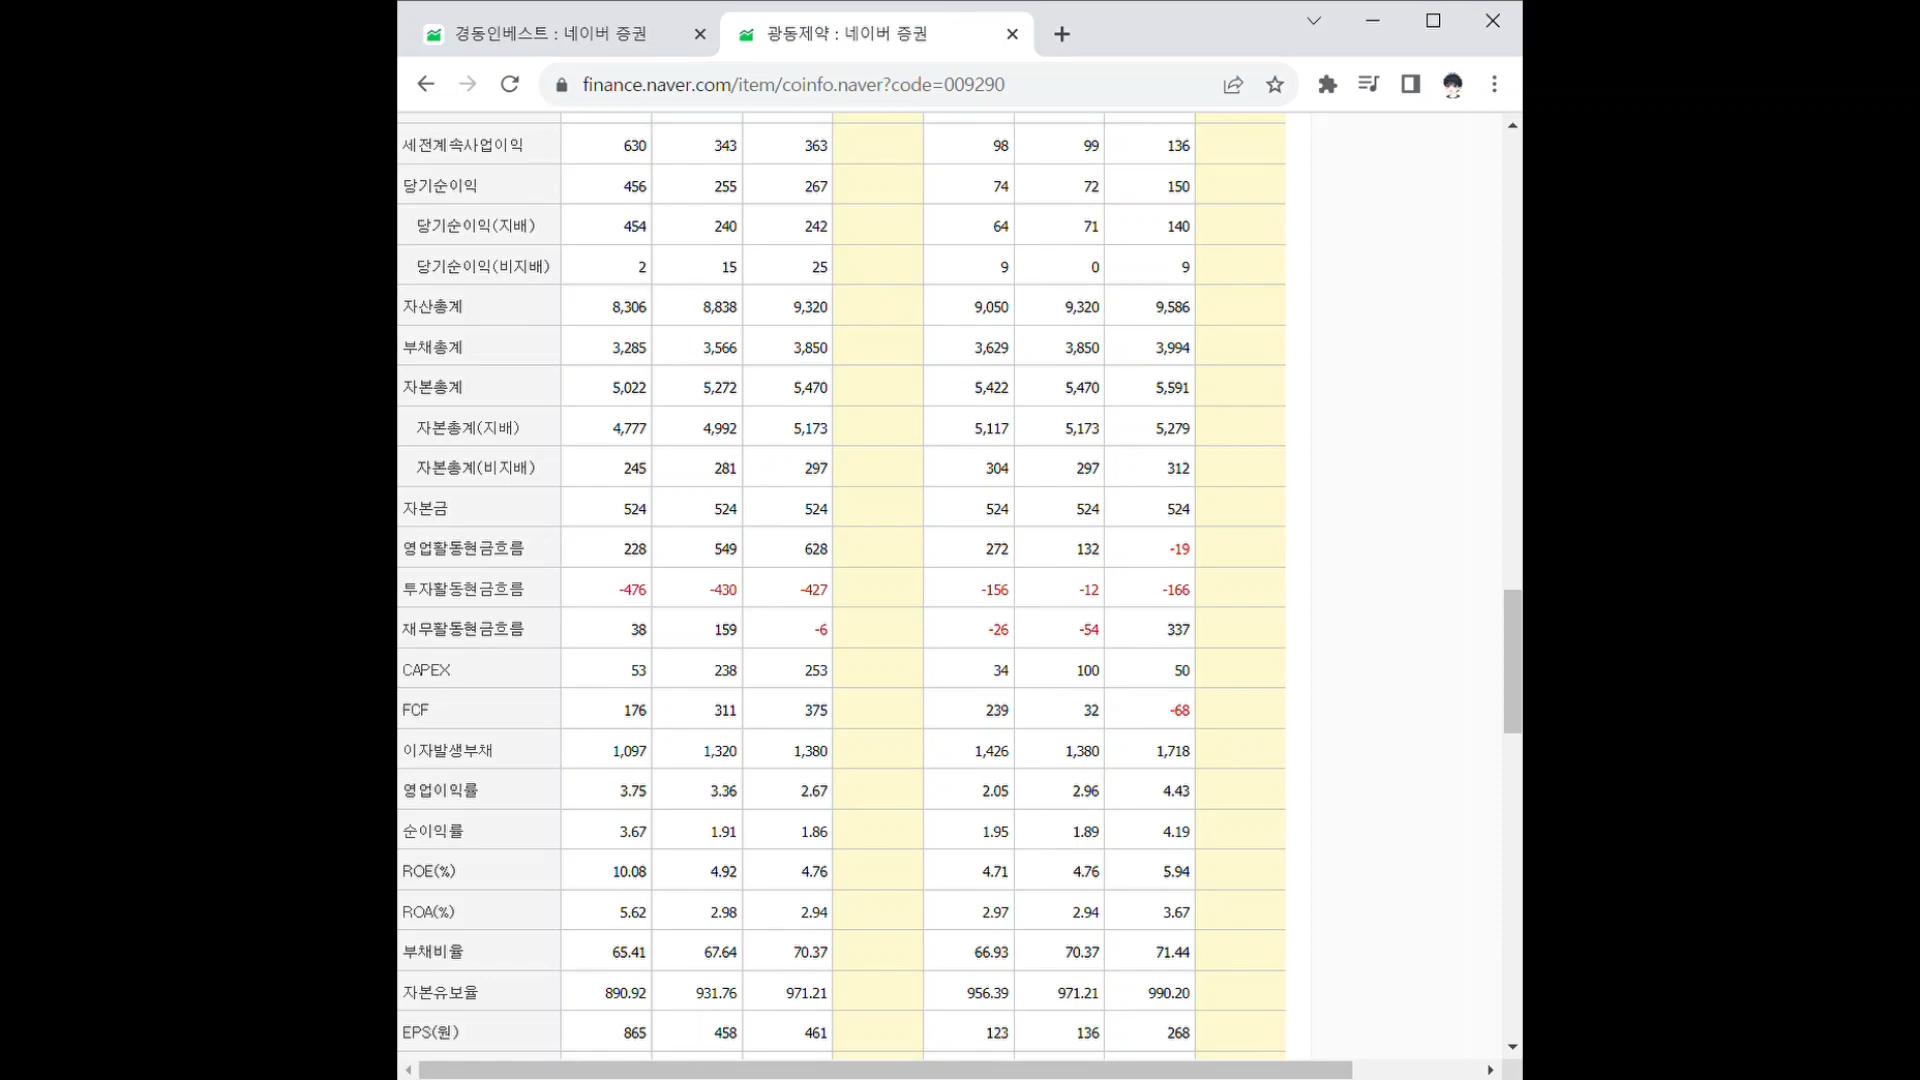 경동인베스트 : 네이버 증권
광동제약 : 네이버 증권
finance.naver.com/item/coinfo.naver?code=009290
세전계속사업이익 630 343 363 98 99 136
당기순이익 456 255 267 74 72 150
당기순이익(지배) 454 240 242 64 71 140
당기순이익(비지배) 2 15 25 9 0 9
자산총계 8,306 8,838 9,320 9,050 9,320 9,586
부채총계 3,285 3,566 3,850 3,629 3,850 3,994
자본총계 5,022 5,272 5,470 5,422 5,470 5,591
자본총계(지배) 4,777 4,992 5,173 5,117 5,173 5,279
자본총계(비지배) 245 281 297 304 297 312
자본금 524 524 524 524 524 524
영업활동현금흐름 228 549 628 272 132 -19
투자활동현금흐름 -476 -430 -427 -156 -12 -166
재무활동현금흐름 38 159 -6 -26 -54 337
CAPEX 53 238 253 34 100 50
FCF 176 311 375 239 32 -68
이자발생부채 1,097 1,320 1,380 1,426 1,380 1,718
영업이익률 3.75 3.36 2.67 2.05 2.96 4.43
순이익률 3.67 1.91 1.86 1.95 1.89 4.19
ROE(%) 10.08 4.92 4.76 4.71 4.76 5.94
ROA(%) 5.62 2.98 2.94 2.97 2.94 3.67
부채비율 65.41 67.64 70.37 66.93 70.37 71.44
자본유보율 890.92 931.76 971.21 956.39 971.21 990.20
EPS(원) 865 458 461 123 136 268